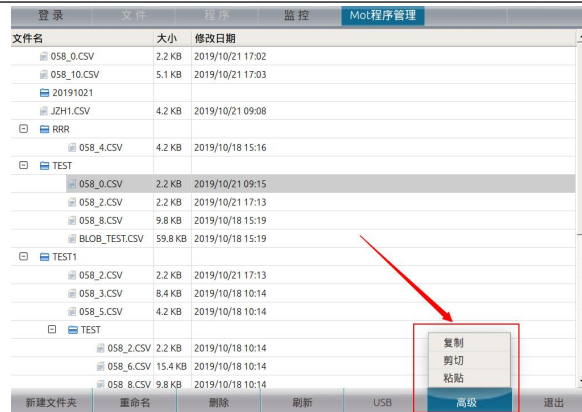 登录 文件 程序 监控 Mot程序管理
文件名 大小 修改日期
058_0.CSV 2.2 KB 2019/10/21 17:02
058_10.CSV 5.1 KB 2019/10/21 17:03
20191021
JZH1.CSV 4.2 KB 2019/10/21 09:08
RRR
058_4.CSV 4.2 KB 2019/10/18 15:16
TEST
058_0.CSV 2.2 KB 2019/10/21 09:15
058_2.CSV 2.2 KB 2019/10/21 17:13
058_8.CSV 9.8 KB 2019/10/18 15:19
BLOB_TEST.CSV 59.8 KB 2019/10/18 15:19
TEST1
058_2.CSV 2.2 KB 2019/10/21 17:13
058_3.CSV 8.4 KB 2019/10/18 10:14
058_5.CSV 4.2 KB 2019/10/18 10:14
TEST
058_2.CSV 2.2 KB 2019/10/18 10:14
058_6.CSV 15.4 KB 2019/10/18 10:14
058_8.CSV 9.8 KB 2019/10/18 10:14
复制
剪切
粘贴
新建文件夹 重命名 删除 刷新 USB 高级 退出